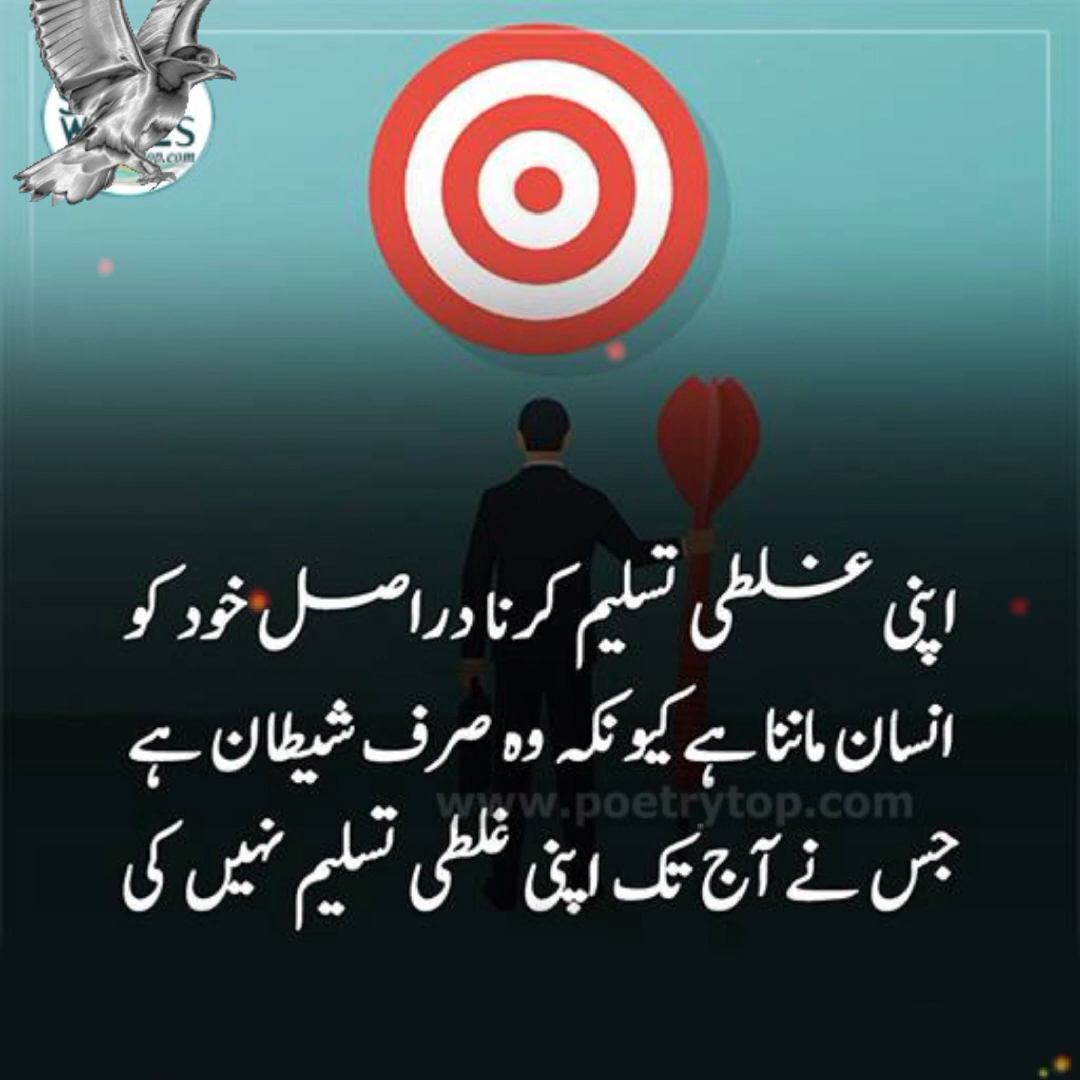 اپنی غلطی تسلیم کرنا دراصل خود کو
انسان ماننا ہے کیونکہ وہ صرف شیطان ہے
www.poetrytop.com
جس نے آج تک اپنی غلطی تسلیم نہیں کی